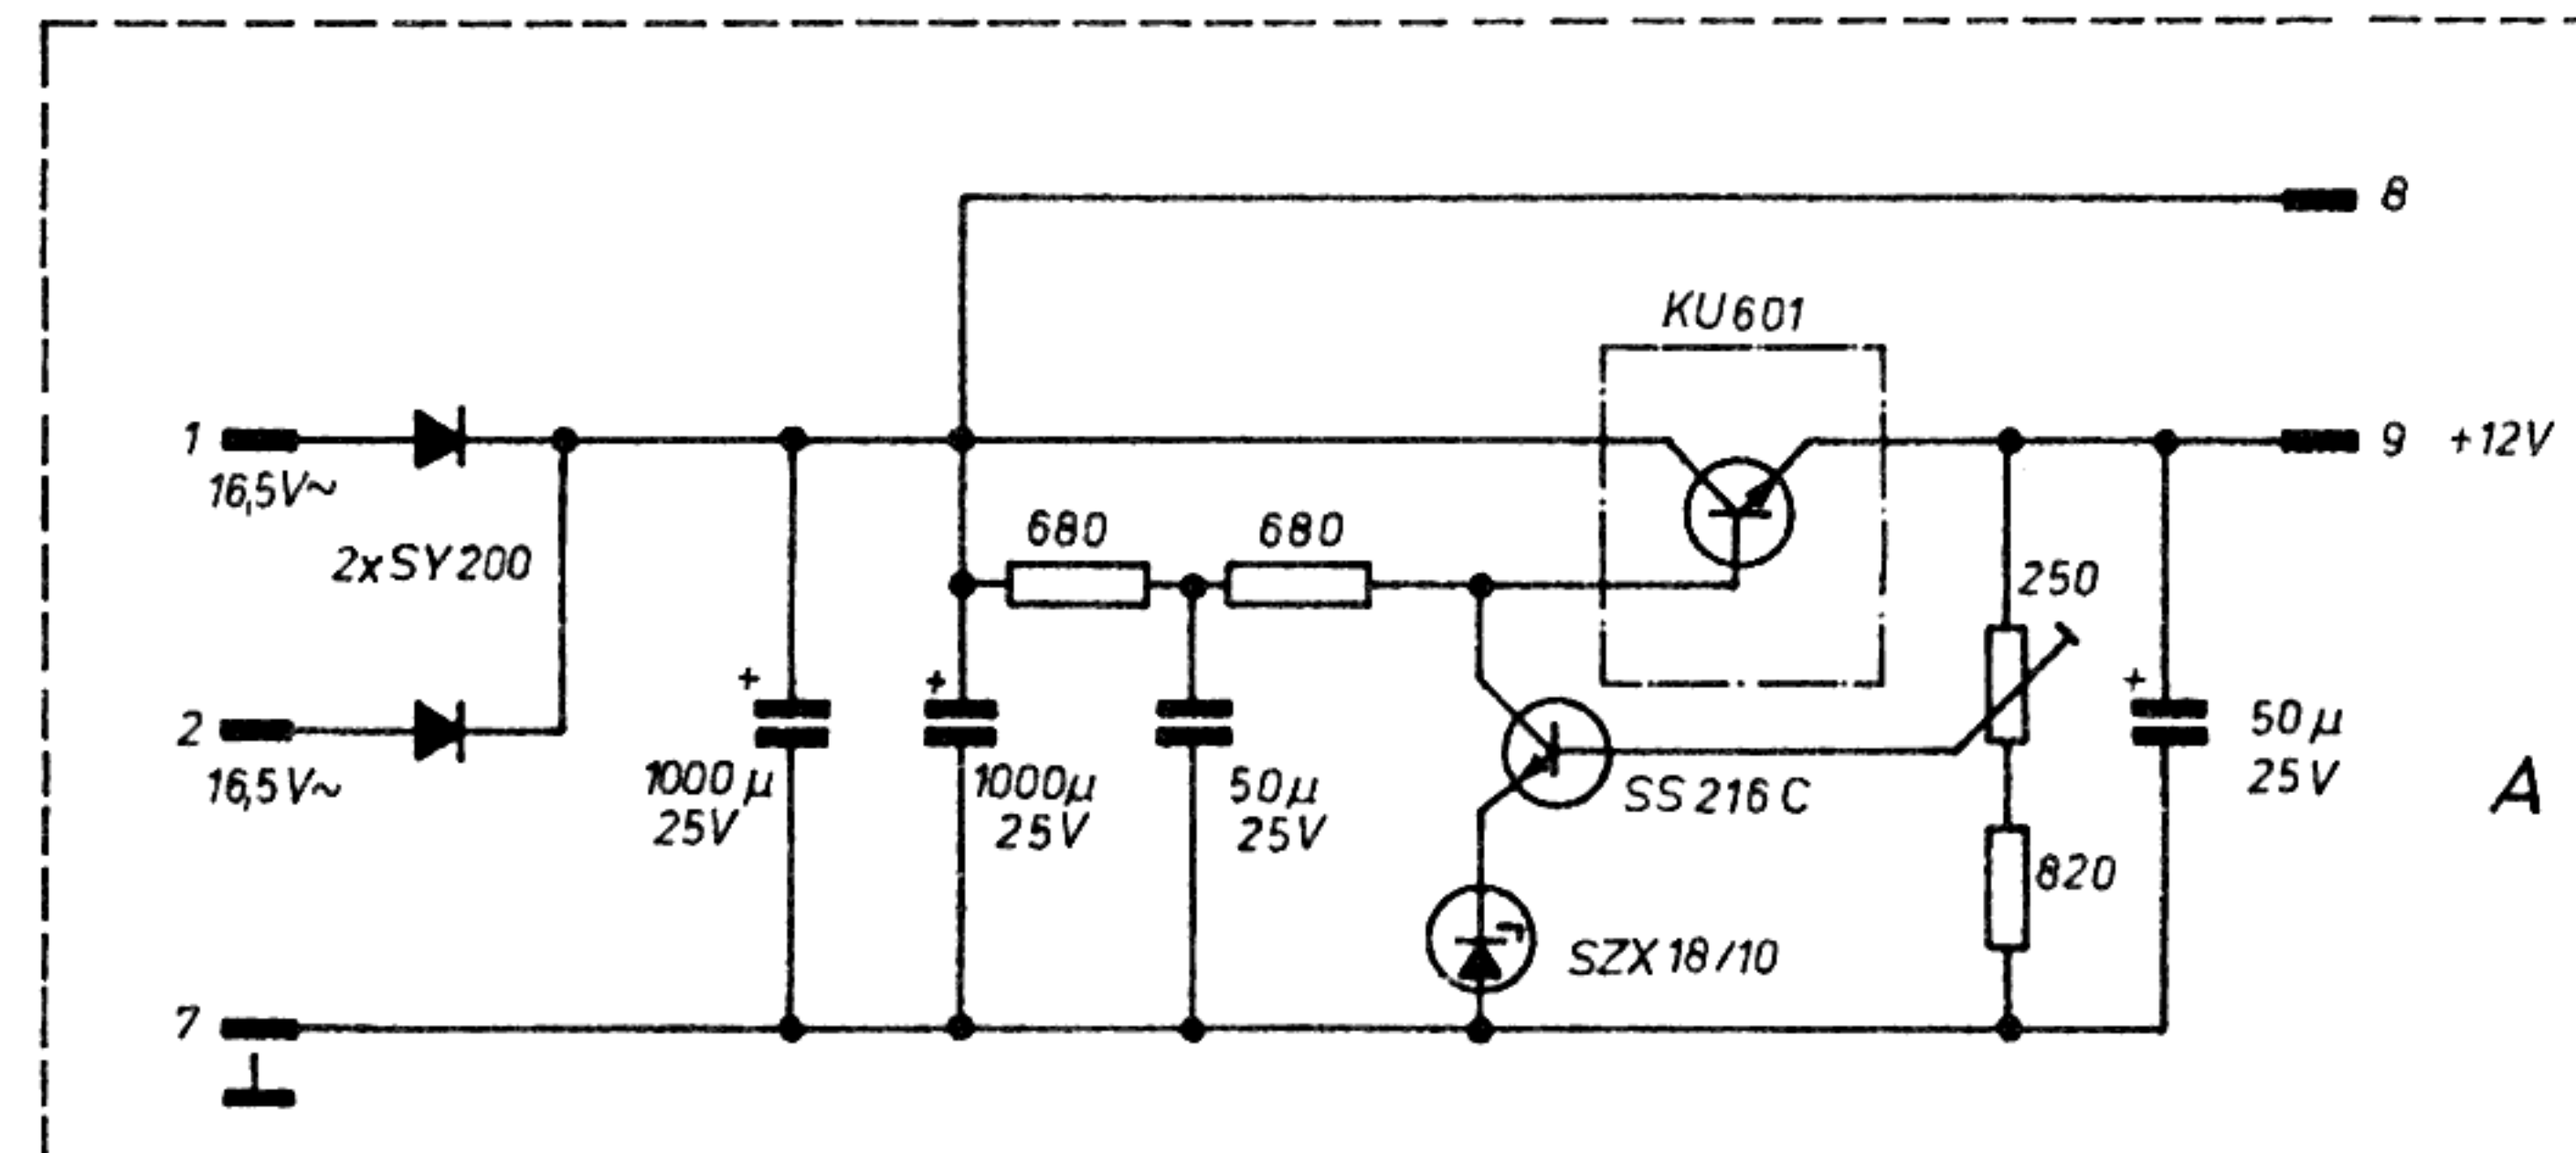 8
KU601
1
9 +12V
16,5V~
680
680
2xSY200
250
+
+
+
2
16,5V~
1000µ
25V
1000µ
25V
50µ
25V
SS216C
50µ
25V
A
820
SZX18/10
7